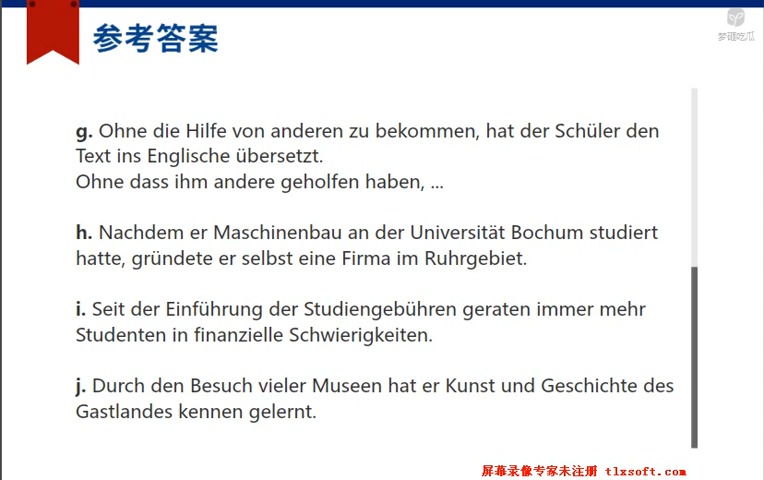 参考答案
梦砸吃瓜
g. Ohne die Hilfe von anderen zu bekommen, hat der Schüler den
Text ins Englische übersetzt.
Ohne dass ihm andere geholfen haben, ...
h. Nachdem er Maschinenbau an der Universität Bochum studiert
hatte, gründete er selbst eine Firma im Ruhrgebiet.
i. Seit der Einführung der Studiengebühren geraten immer mehr
Studenten in finanzielle Schwierigkeiten.
j. Durch den Besuch vieler Museen hat er Kunst und Geschichte des
Gastlandes kennen gelernt.
屏幕录像专家未注册 tlxsoft.com